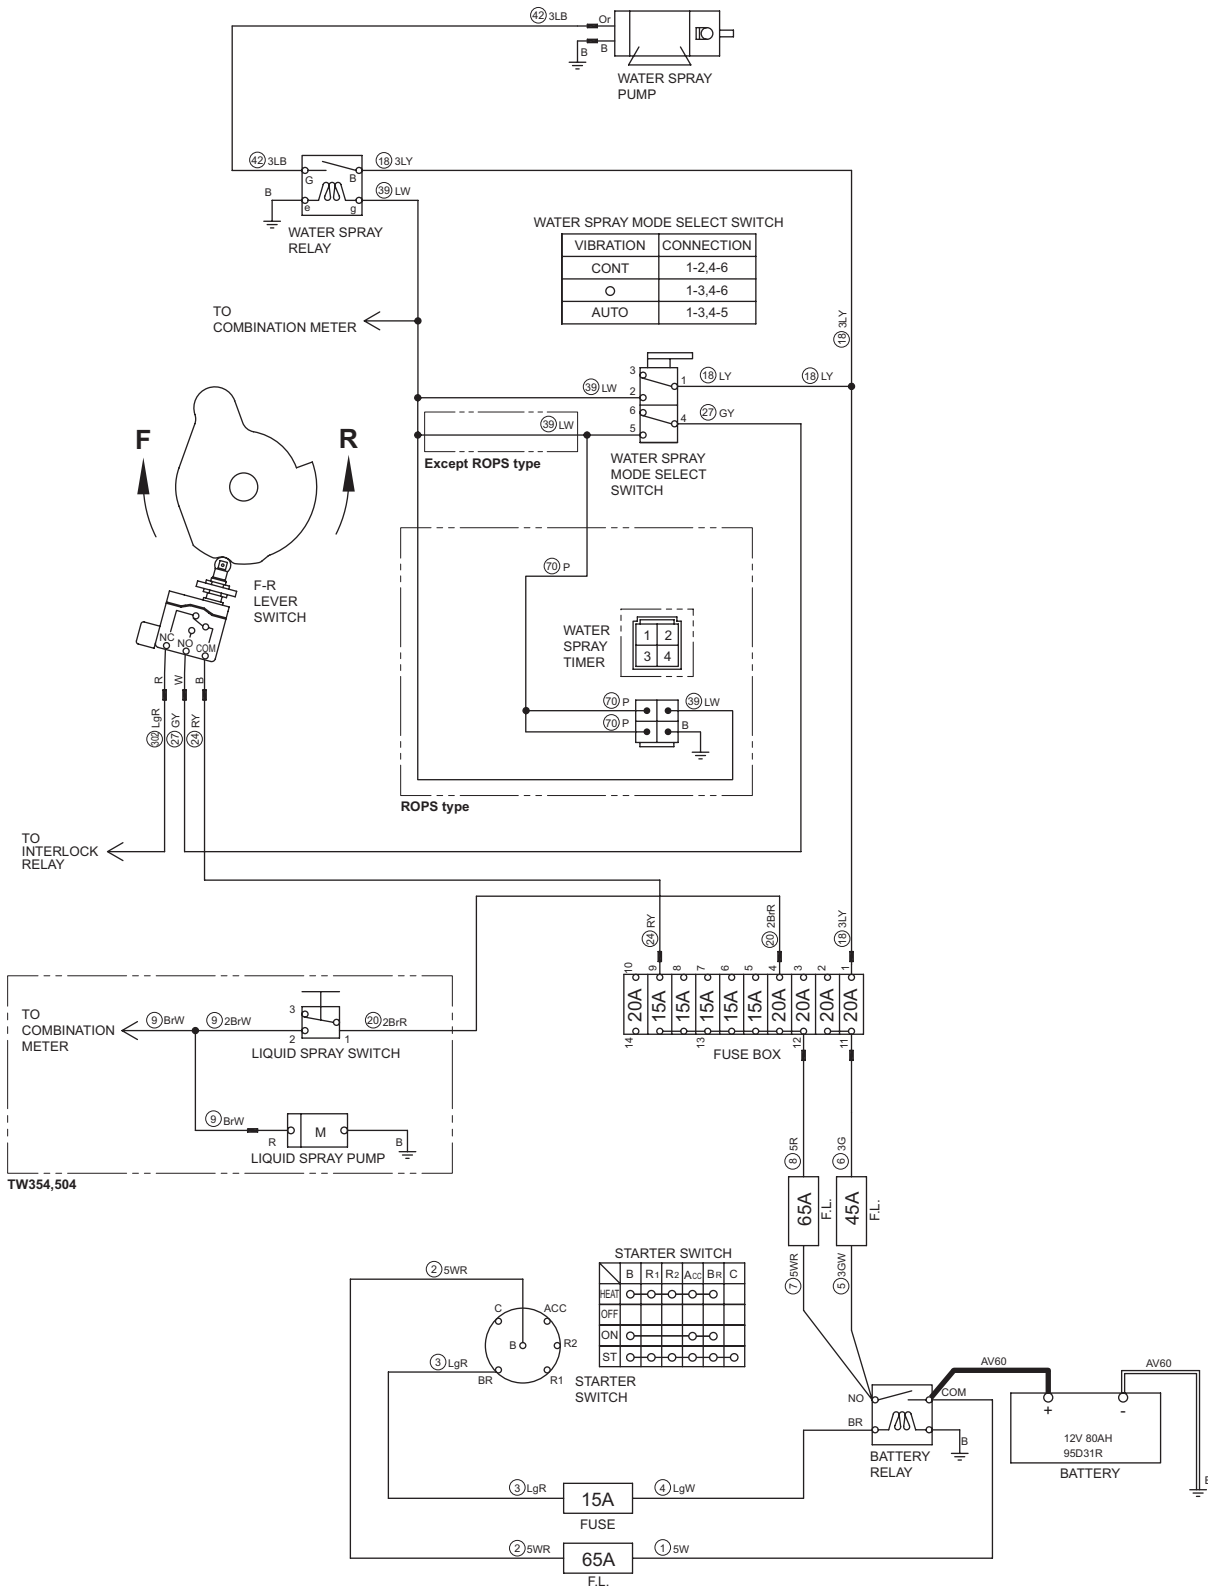 42 3LB
Or
B
B
WATER SPRAY
PUMP
42 3LB
18 3LY
G
B
39 LW
B
e
g
WATER SPRAY
RELAY
WATER SPRAY MODE SELECT SWITCH
VIBRATION CONNECTION
CONT 1-2,4-6
O 1-3,4-6
AUTO 1-3,4-5
TO
COMBINATION METER
18 3LY
3
1
18 LY
18 LY
39 LW
2
6
4
27 GY
39 LW
5
Except ROPS type
WATER SPRAY
MODE SELECT
SWITCH
F
R
F-R
LEVER
SWITCH
NC
NO
COM
R
W
B
302 LgR
27 GY
24 RY
70 P
WATER
SPRAY
TIMER
1 2
3 4
70 P
39 LW
70 P
B
ROPS type
TO
INTERLOCK
RELAY
24 RY
20 2BrR
18 3LY
10 9 8 7 6 5 4 3 2 1
20A 15A 15A 15A 15A 15A 20A 20A 20A 20A
14 13 12 11
FUSE BOX
TO
COMBINATION
METER
9 BrW
9 2BrW
3
2
1
20 2BrR
LIQUID SPRAY SWITCH
9 BrW
R
M
B
LIQUID SPRAY PUMP
TW354,504
8 5R
6 3G
65A
F.L.
45A
F.L.
7 5WR
5 3GW
2 5WR
STARTER SWITCH
B R1 R2 ACC BR C
HEAT
OFF
ON
ST
C
ACC
B
R2
3 LgR
BR
R1
STARTER
SWITCH
NO
COM
BR
B
BATTERY
RELAY
AV60
AV60
+
-
12V 80AH
95D31R
BATTERY
B
3 LgR
15A
4 LgW
FUSE
2 5WR
65A
1 5W
F.L.